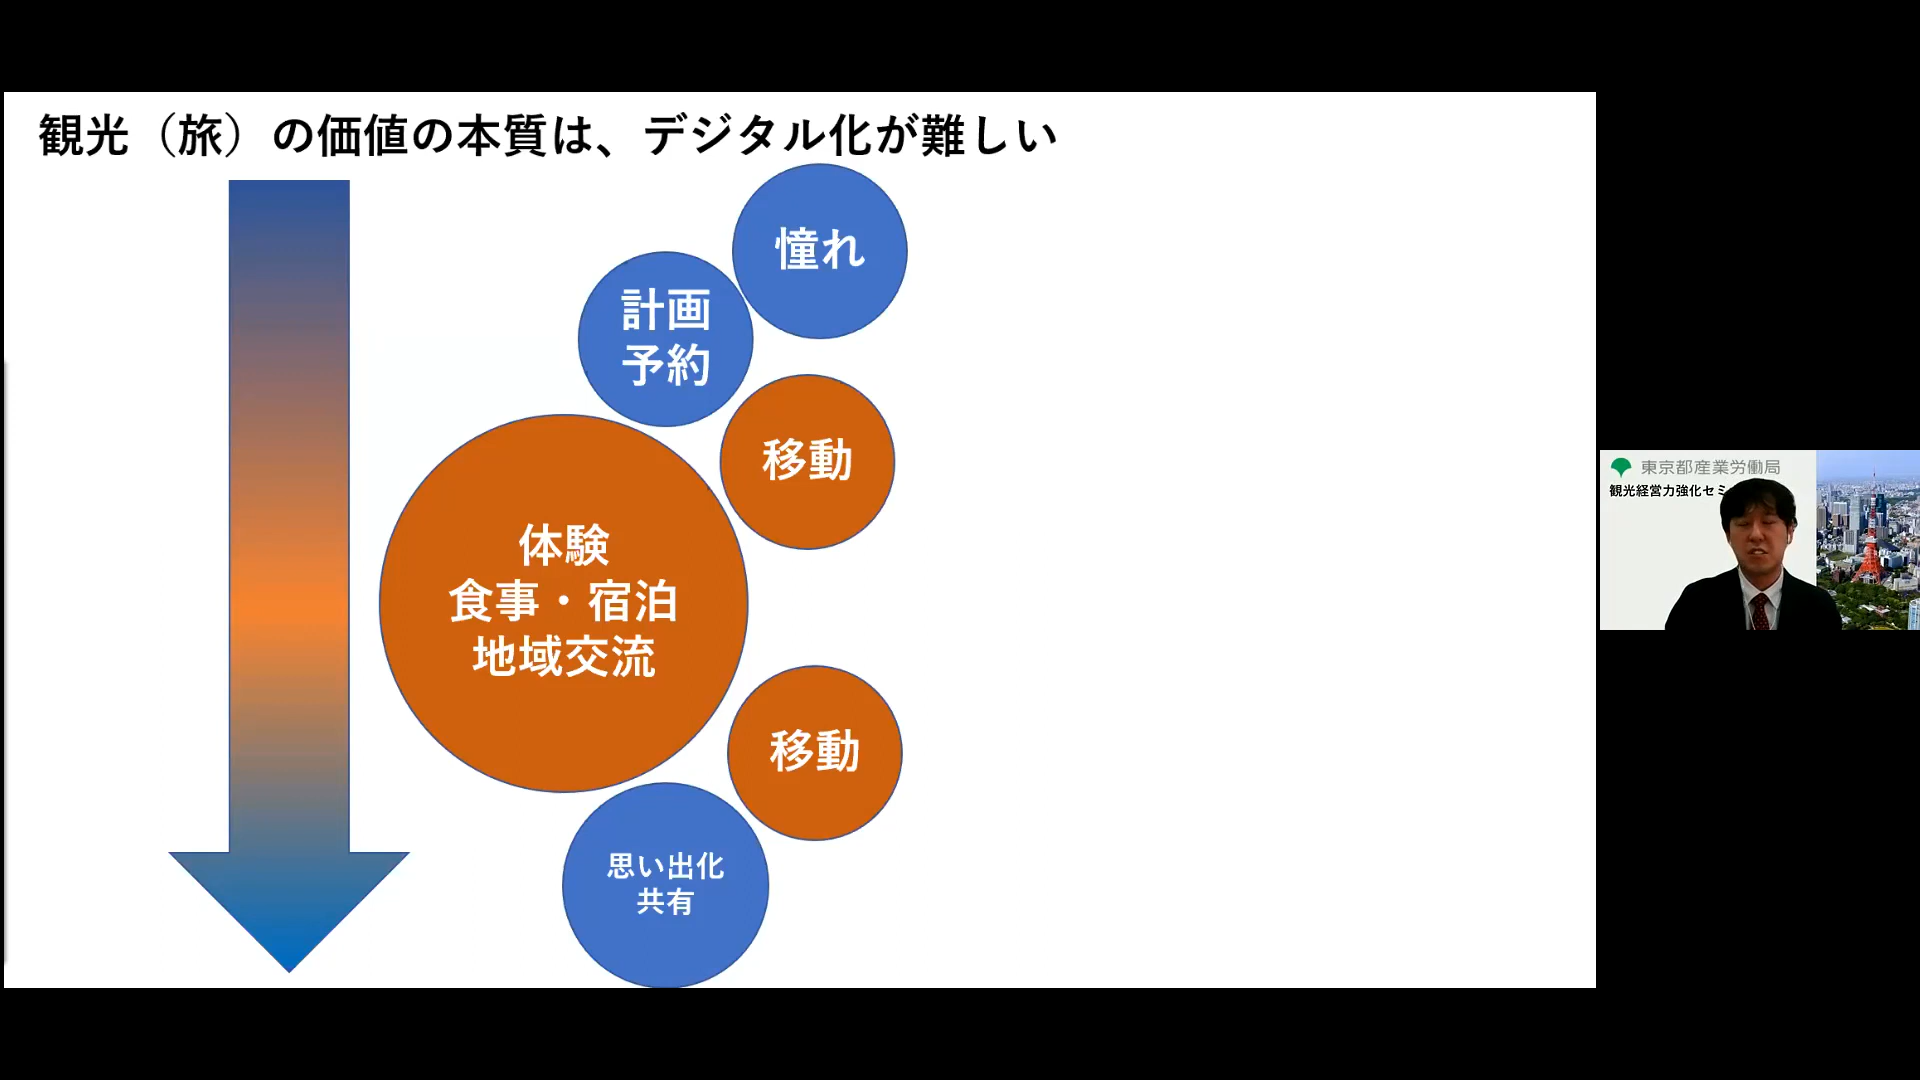 観光（旅）の価値の本質は、デジタル化が難しい
憧れ
計画
予約
移動
体験
食事・宿泊
地域交流
移動
思い出化
共有
東京都産業労働局
観光経営力強化セミ